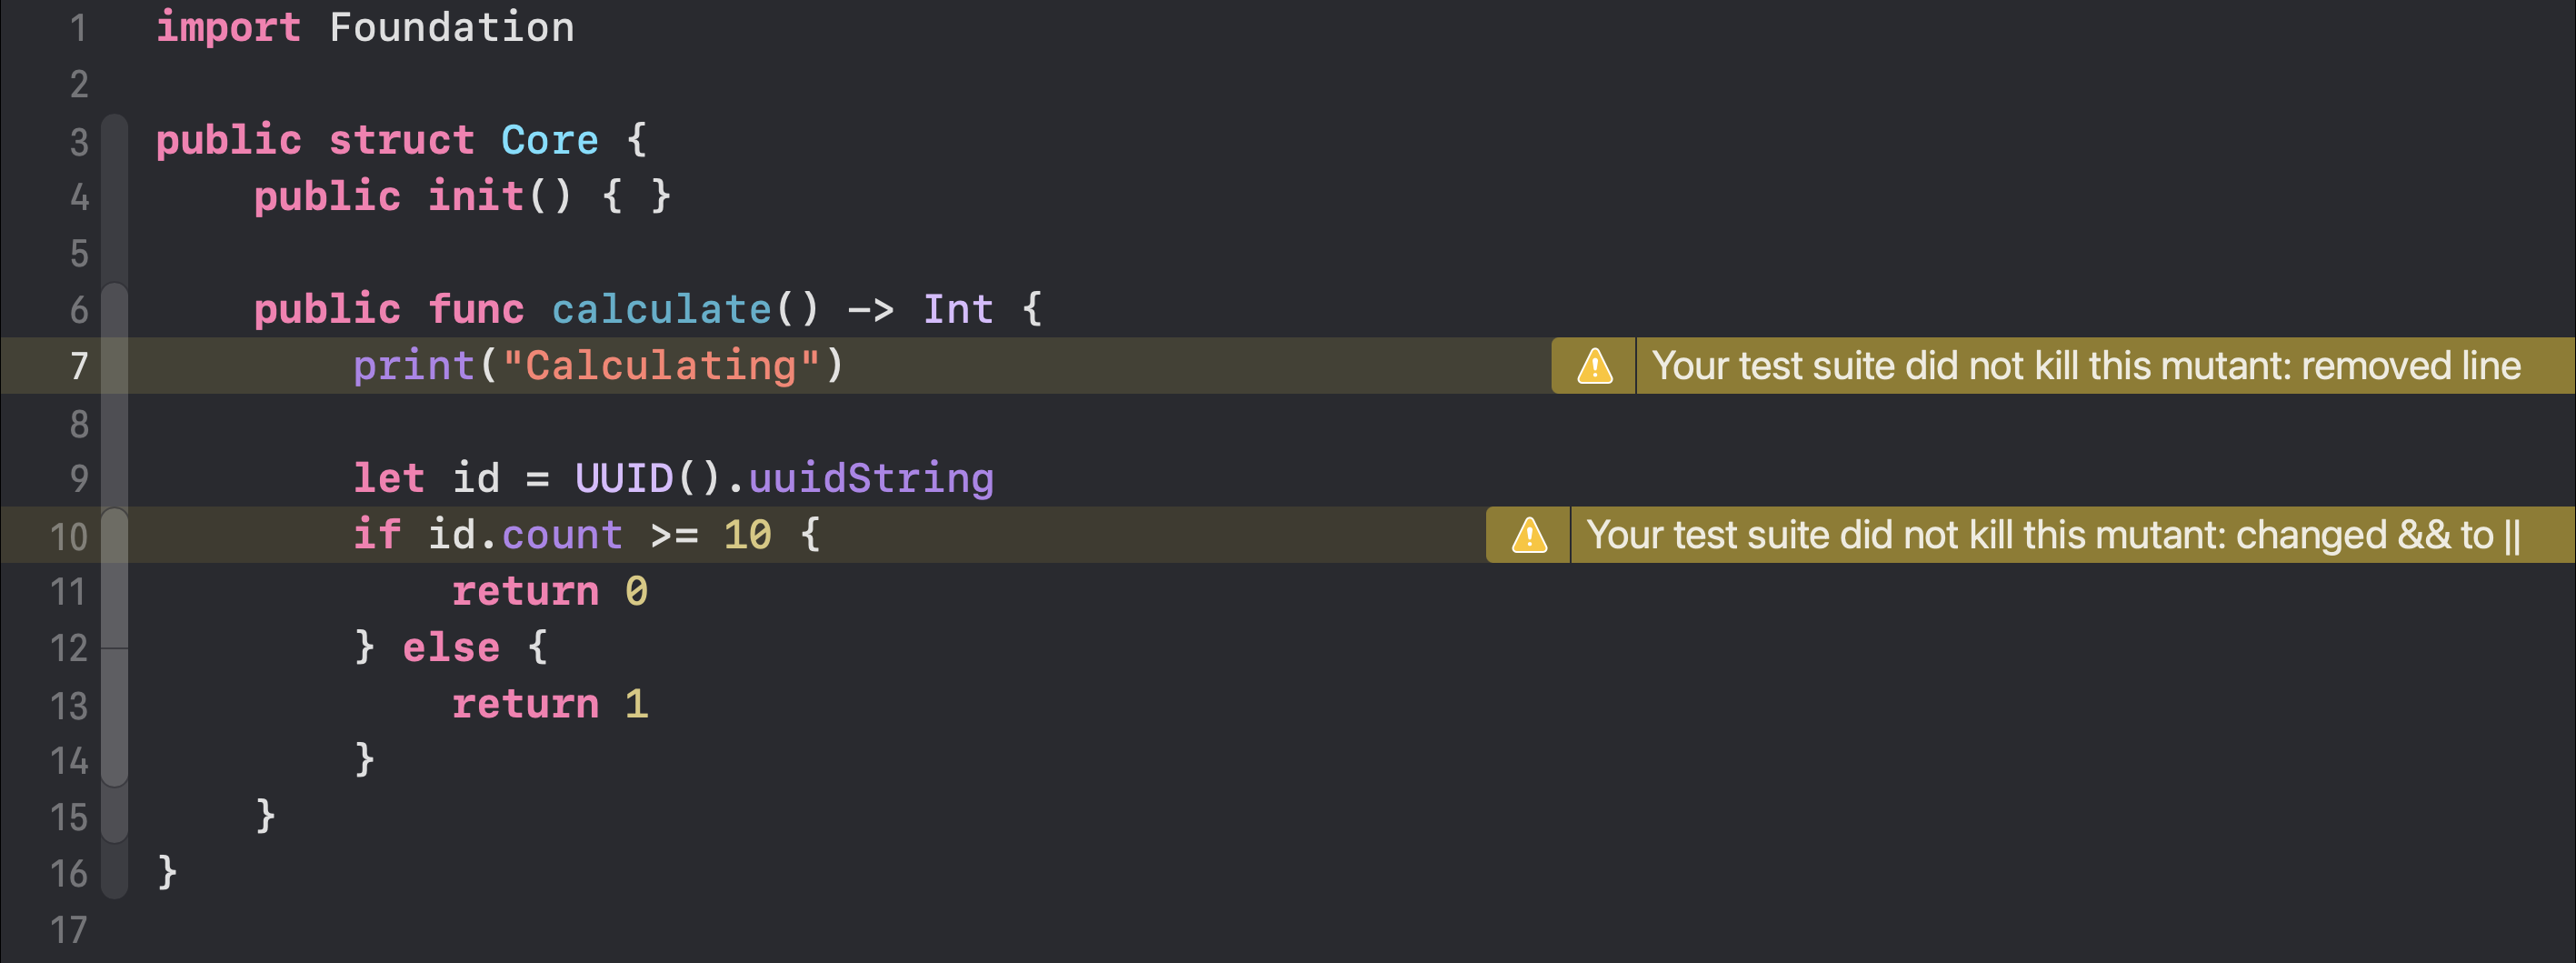 1 import Foundation
2
3 public struct Core {
4     public init() { }
5
6     public func calculate() -> Int {
7         print("Calculating") Your test suite did not kill this mutant: removed line
8
9         let id = UUID().uuidString
10         if id.count >= 10 { Your test suite did not kill this mutant: changed && to ||
11             return 0
12         } else {
13             return 1
14         }
15     }
16 }
17